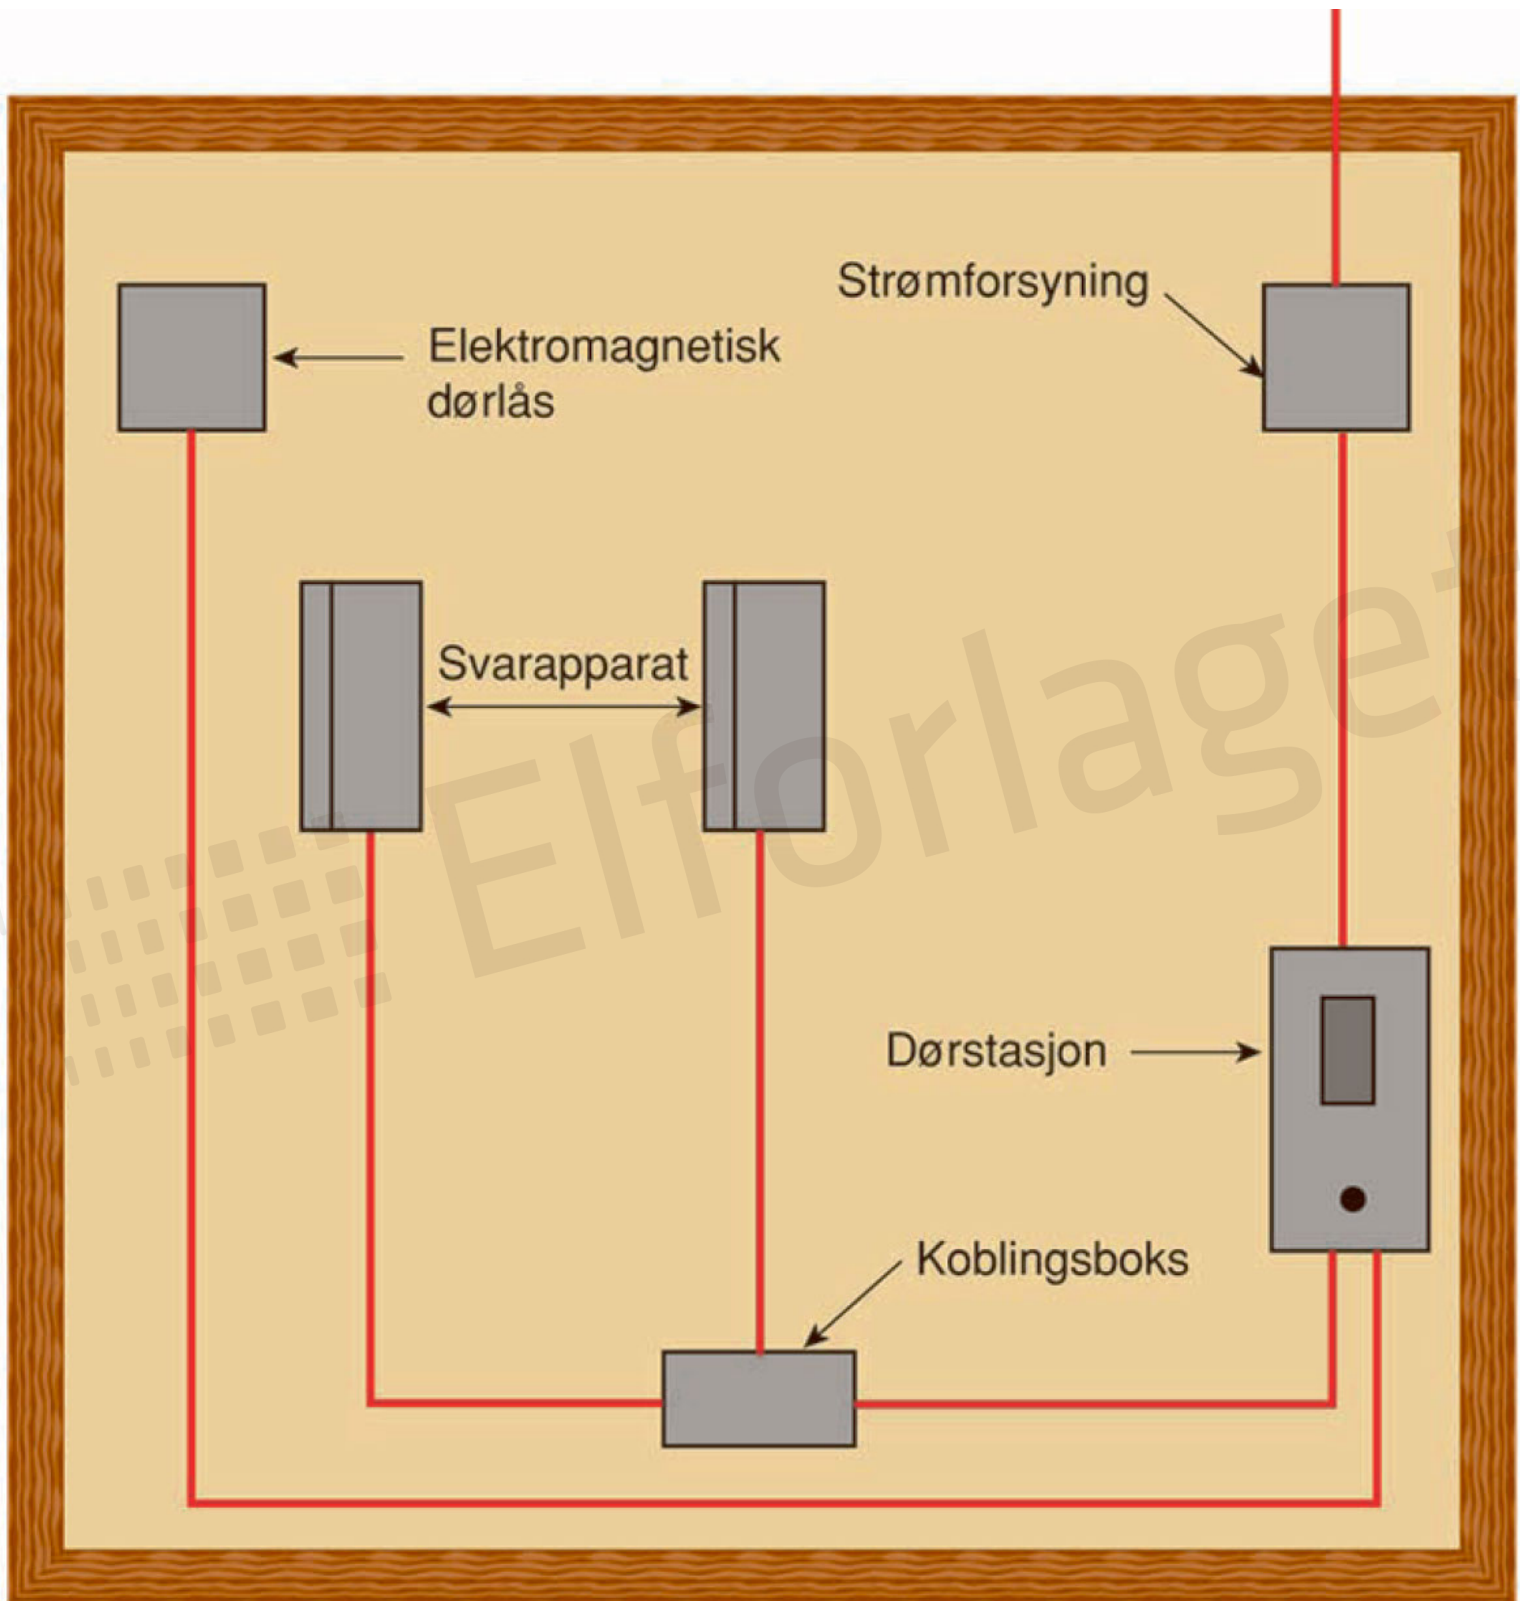 Strømforsyning
Elektromagnetisk
dørlås
Svarapparat
Elforlaget
Dørstasjon
Koblingsboks